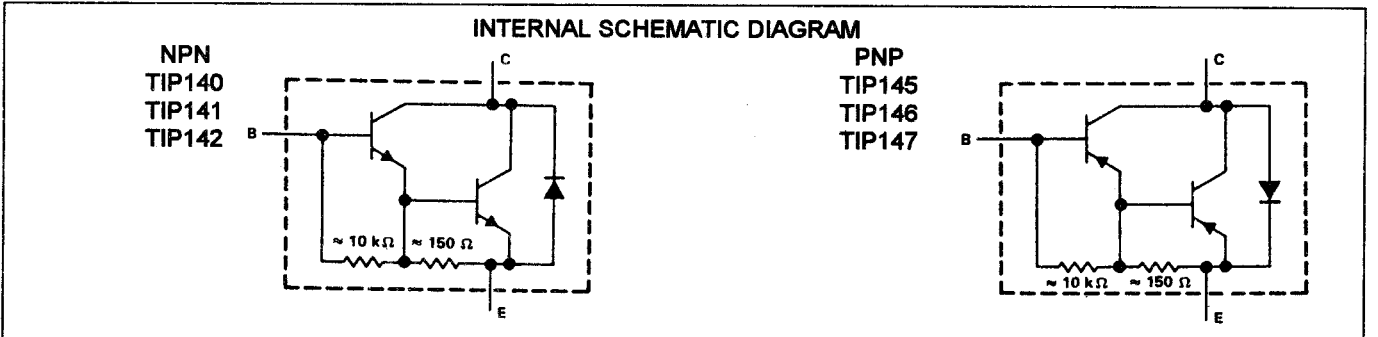 INTERNAL SCHEMATIC DIAGRAM
NPN
TIP140
TIP141
TIP142
C
B
≈ 10 kΩ ≈ 150 Ω
E
PNP
TIP145
TIP146
TIP147
C
B
≈ 10 kΩ ≈ 150 Ω
E